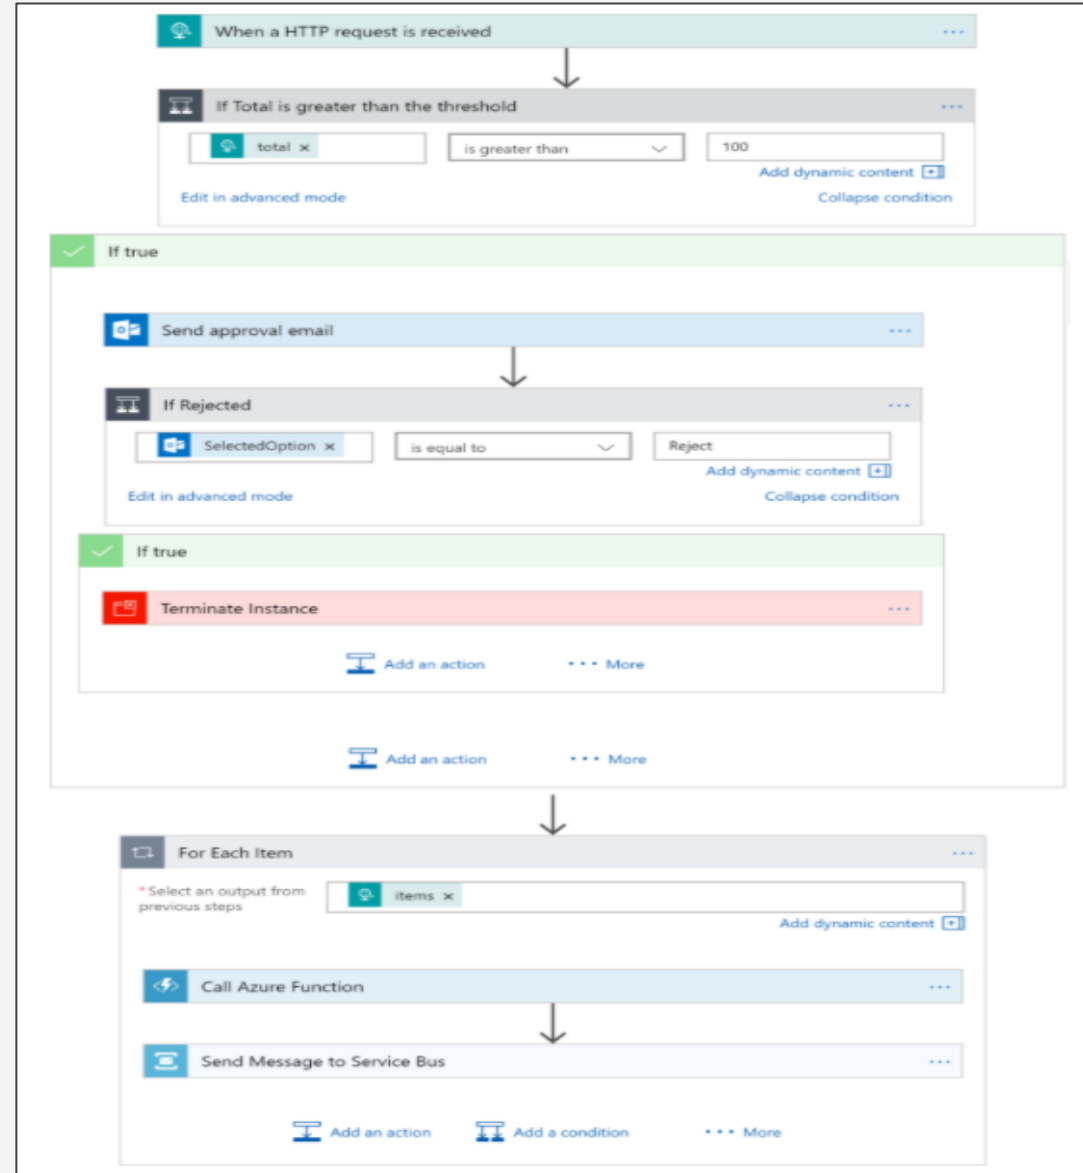 When a HTTP request is received
If Total is greater than the threshold
total × is greater than 100
Add dynamic content
Edit in advanced mode Collapse condition
If true
Send approval email
If Rejected
SelectedOption × is equal to Reject
Add dynamic content
Edit in advanced mode Collapse condition
If true
Terminate Instance
Add an action More
Add an action More
For Each Item
*Select an output from
previous steps
items ×
Add dynamic content
Call Azure Function
Send Message to Service Bus
Add an action Add a condition More